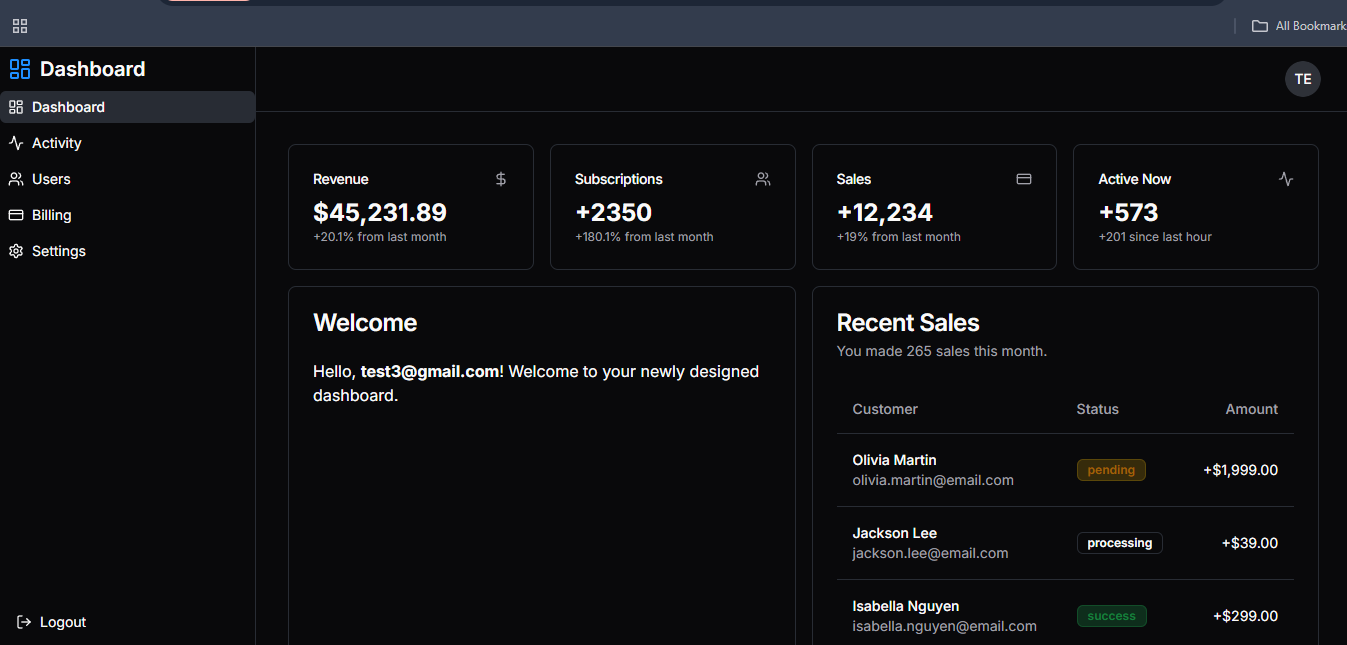 All Bookmark
Dashboard
TE
Dashboard
Activity
Users
Billing
Settings
Logout
Revenue
$45,231.89
+20.1% from last month
Subscriptions
+2350
+180.1% from last month
Sales
+12,234
+19% from last month
Active Now
+573
+201 since last hour
Welcome
Hello, test3@gmail.com! Welcome to your newly designed
dashboard.
Recent Sales
You made 265 sales this month.
Customer Status Amount
Olivia Martin
olivia.martin@email.com
pending
+$1,999.00
Jackson Lee
jackson.lee@email.com
processing
+$39.00
Isabella Nguyen
isabella.nguyen@email.com
success
+$299.00